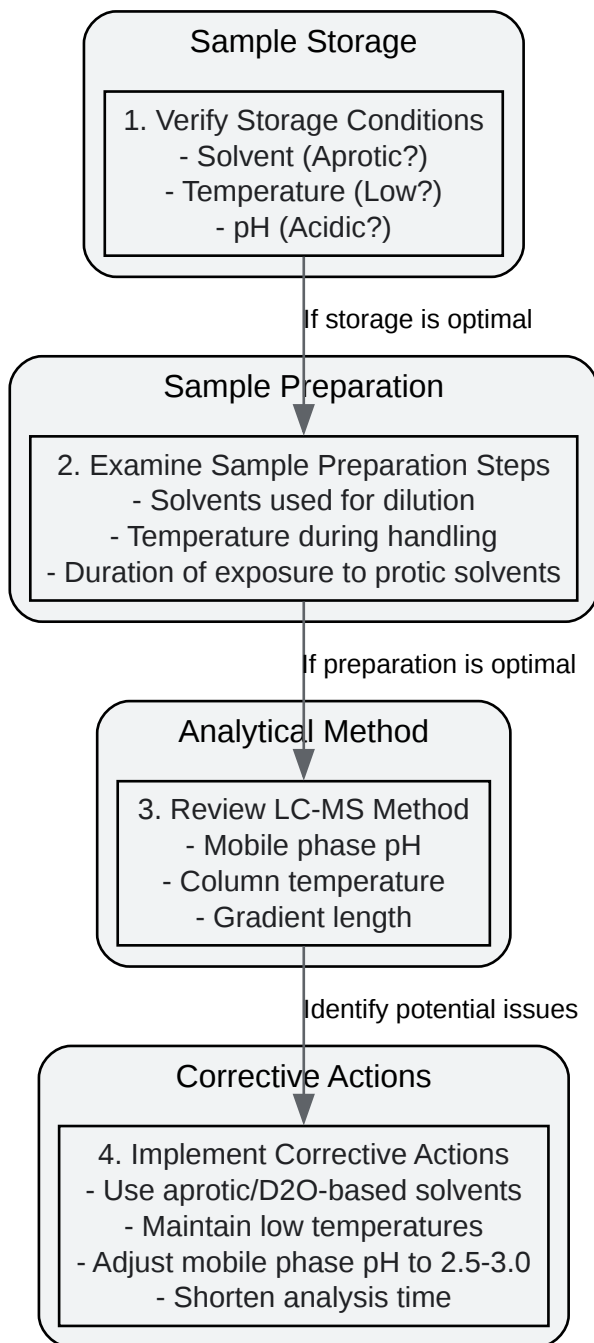 Sample Storage
1. Verify Storage Conditions
- Solvent (Aprotic?)
- Temperature (Low?)
- pH (Acidic?)
If storage is optimal
Sample Preparation
2. Examine Sample Preparation Steps
- Solvents used for dilution
- Temperature during handling
- Duration of exposure to protic solvents
If preparation is optimal
Analytical Method
3. Review LC-MS Method
- Mobile phase pH
- Column temperature
- Gradient length
Identify potential issues
Corrective Actions
4. Implement Corrective Actions
- Use aprotic/D2O-based solvents
- Maintain low temperatures
- Adjust mobile phase pH to 2.5-3.0
- Shorten analysis time